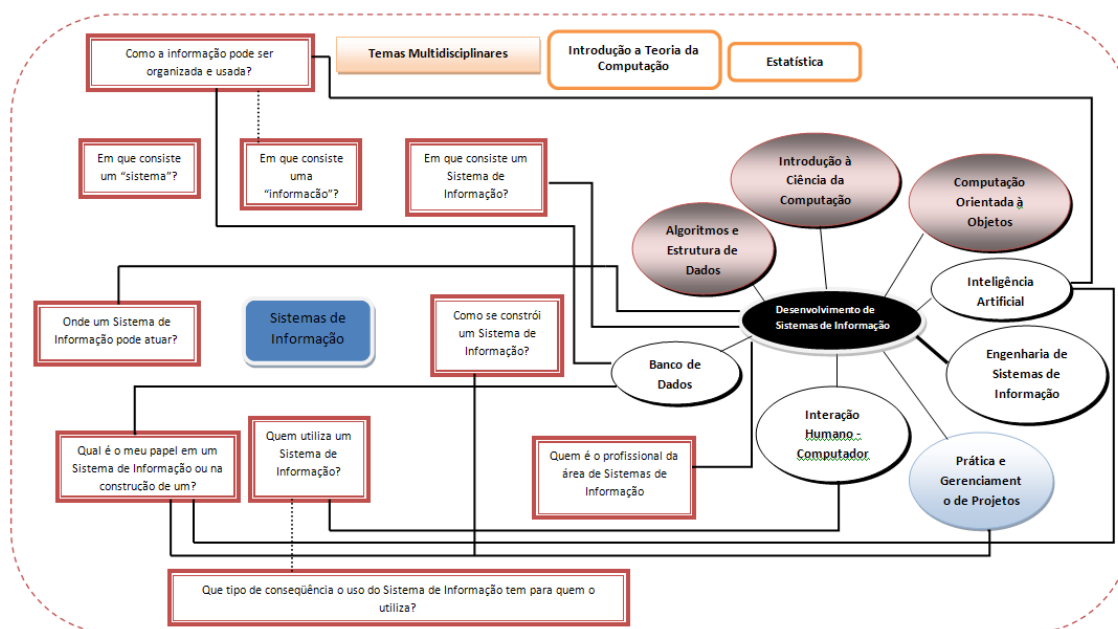 Como a informação pode ser
organizada e usada?
Temas Multidisciplinares
Introdução a Teoria da
Computação
Estatística
Em que consiste
um “sistema”?
Em que consiste
uma
“informacão”?
Em que consiste um
Sistema de
Informação?
Introdução à
Ciência da
Computação
Computação
Orientada à
Objetos
Algoritmos e
Estrutura de
Dados
Inteligência
Artificial
Onde um Sistema de
Informação pode atuar?
Sistemas de
Informação
Como se constrói
um Sistema de
Informação?
Desenvolvimento de
Sistemas de Informação
Banco de
Dados
Engenharia de
Sistemas de
Informação
Qual é o meu papel em um
Sistema de Informação ou na
construção de um?
Quem utiliza um
Sistema de
Informação?
Quem é o profissional da
área de Sistemas de
Informação
Interação
Humano -
Computador
Prática e
Gerenciament
o de Projetos
Que tipo de conseqüência o uso do Sistema de Informação tem para quem o
utiliza?